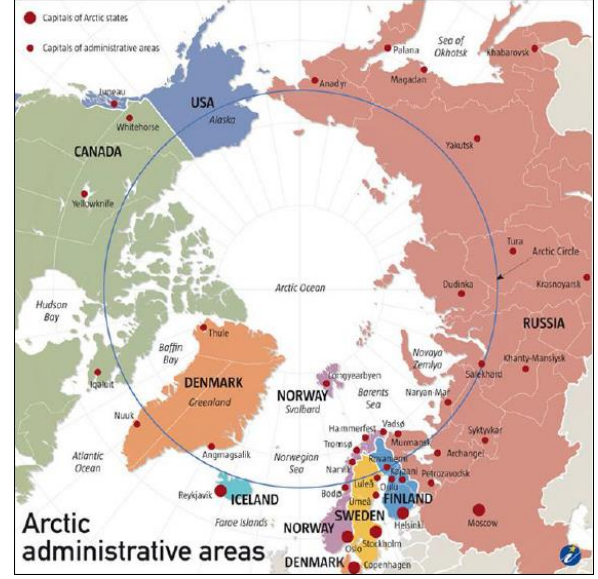 Capitals of Arctic states
Capitals of administrative areas
Palana
Sea of
Okhotsk
Khabarovsk
Magadan
Anadyr
Juneau
USA
Alaska
Whitehorse
CANADA
Yakutsk
Yellowknife
Tura
Arctic Circle
Krasnoyarsk
Dudinka
Arctic Ocean
Hudson
Bay
RUSSIA
Thule
Baffin
Bay
Novaya
Zemlya
Khanty-Mansiysk
Salekhard
Iqaluit
DENMARK
Greenland
Longyearbyen
NORWAY
Svolbard
Barents
Sea
Naryan-Mar
Nuuk
Hammerfest
Vadsø
Syktyvkar
Murmansk
Tromsø
Angmagsalik
Atlantic
Ocean
Norwegian
Sea
Archangel
Rovaniemi
Narvik
Kajaani
Petrozavodsk
Luleå
Oulu
Bodø
Reykjavik
ICELAND
Umeå
FINLAND
Faroe Islands
SWEDEN
Helsinki
Moscow
Arctic
administrative areas
NORWAY
Oslo
Stockholm
DENMARK
Copenhagen
i